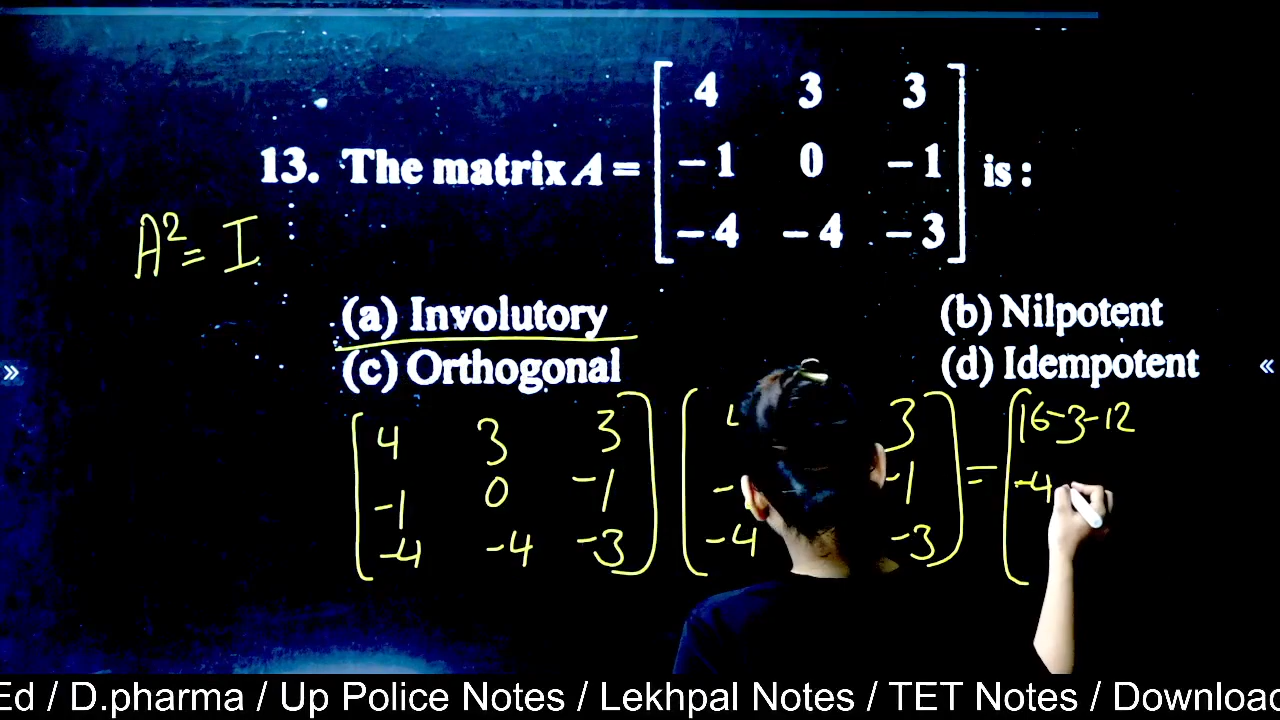 4 3 3
13. The matrix A = -1 0 -1 is :
-4 -4 -3
A² = I
(a) Involutory (b) Nilpotent
(c) Orthogonal (d) Idempotent
4 3 3 3 16-3-12
-1 0 -1 -1 = -4
-4 -4 -3 -4 -3
» «
Ed / D.pharma / Up Police Notes / Lekhpal Notes / TET Notes / Download